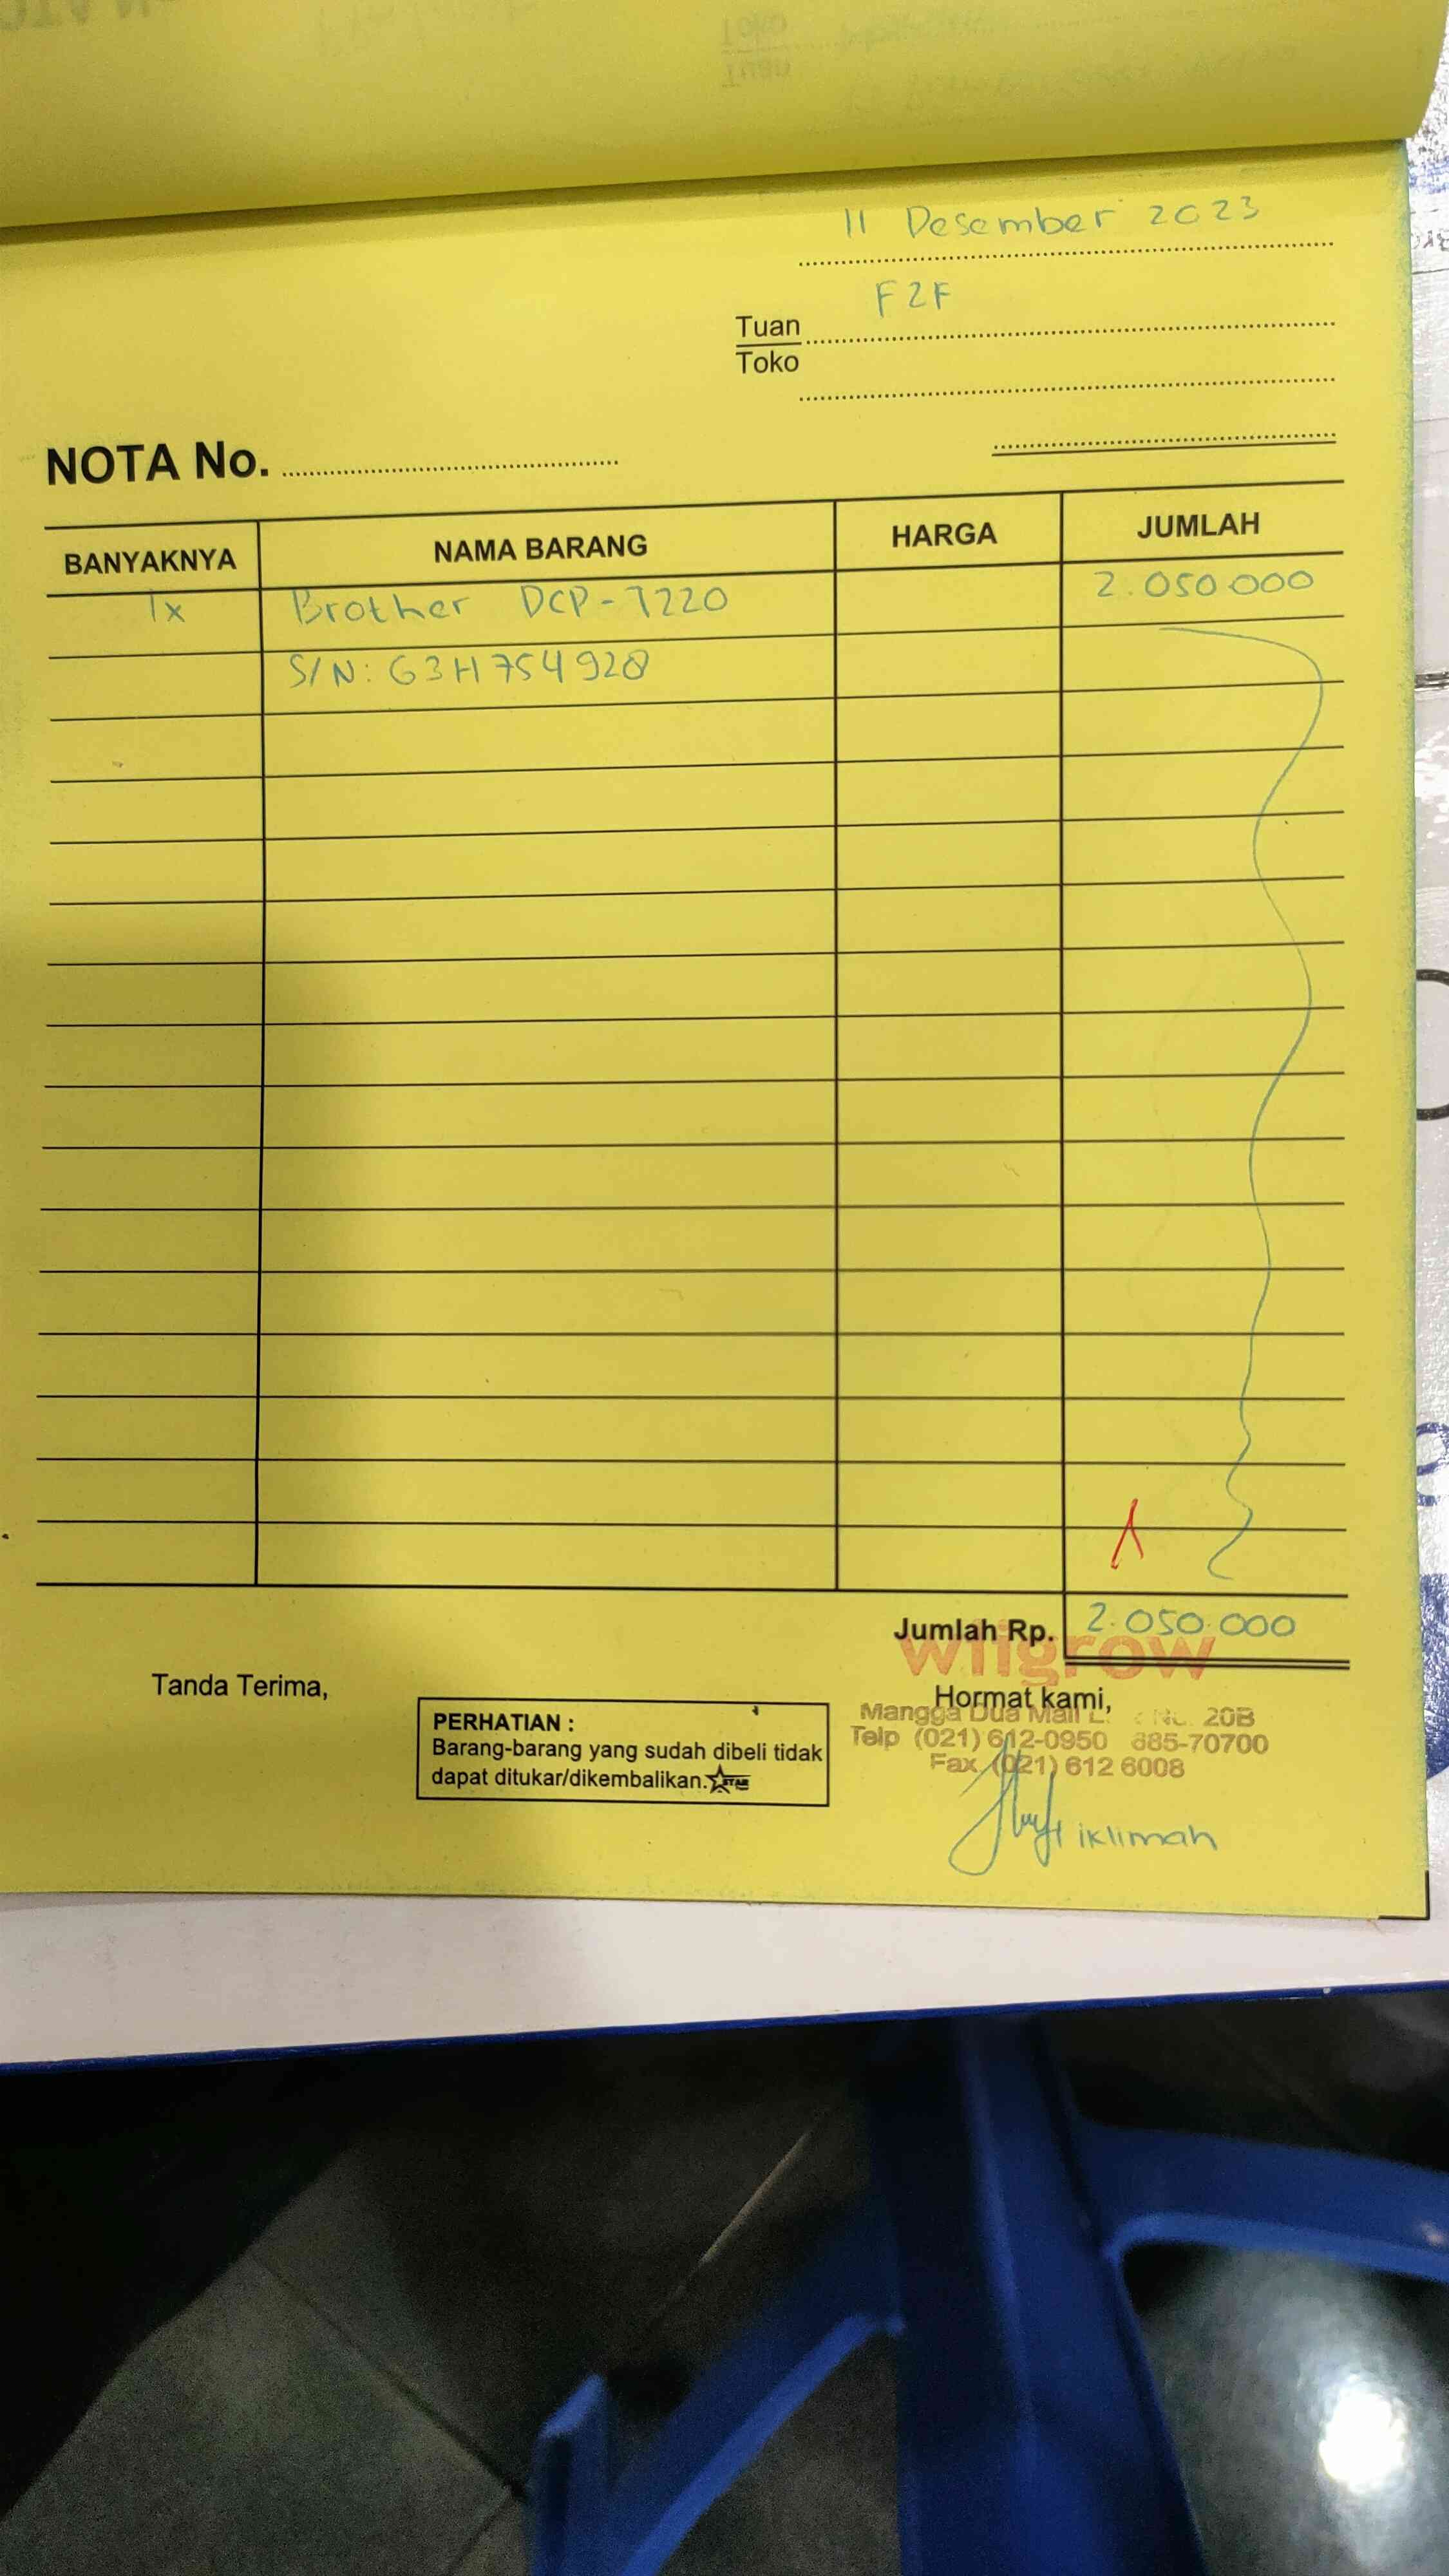 11 Desember 2023
F2F
Tuan
Toko
NOTA No.
BANYAKNYA NAMA BARANG HARGA JUMLAH
1x Brother DCP-T220 2.050.000
S/N: G3H754928
Jumlah Rp. 2.050.000
wiigrow
Tanda Terima,
Hormat kami,
Mangga Dua Mall 20B
Telp (021) 612-0950 685-70700
Fax (021) 612 6008
PERHATIAN :
Barang-barang yang sudah dibeli tidak
dapat ditukar/dikembalikan.
STAR
iklimah